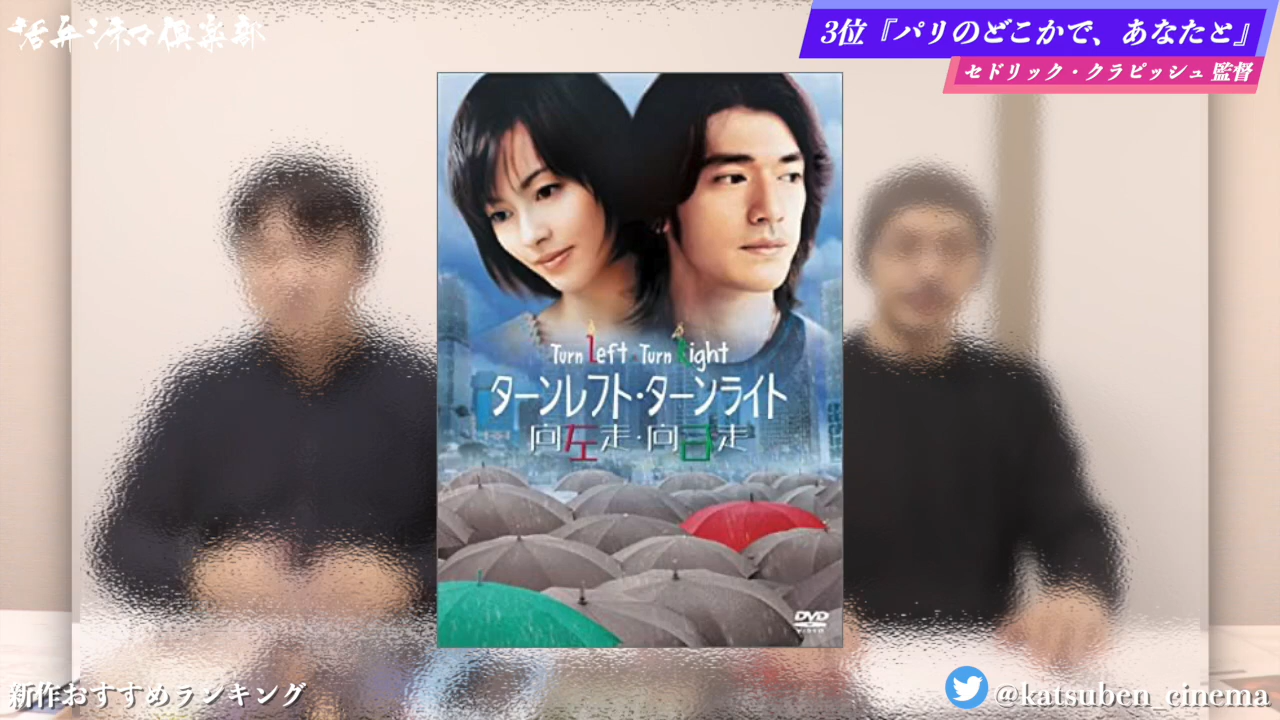 活弁シネマ倶楽部
3位『パリのどこかで、あなたと』
セドリック・クラピッシュ 監督
Turn Left Turn Right
ターンレフト・ターンライト
向左走·向右走
DVD
VIDEO
新作おすすめランキング
@katsuben_cinema